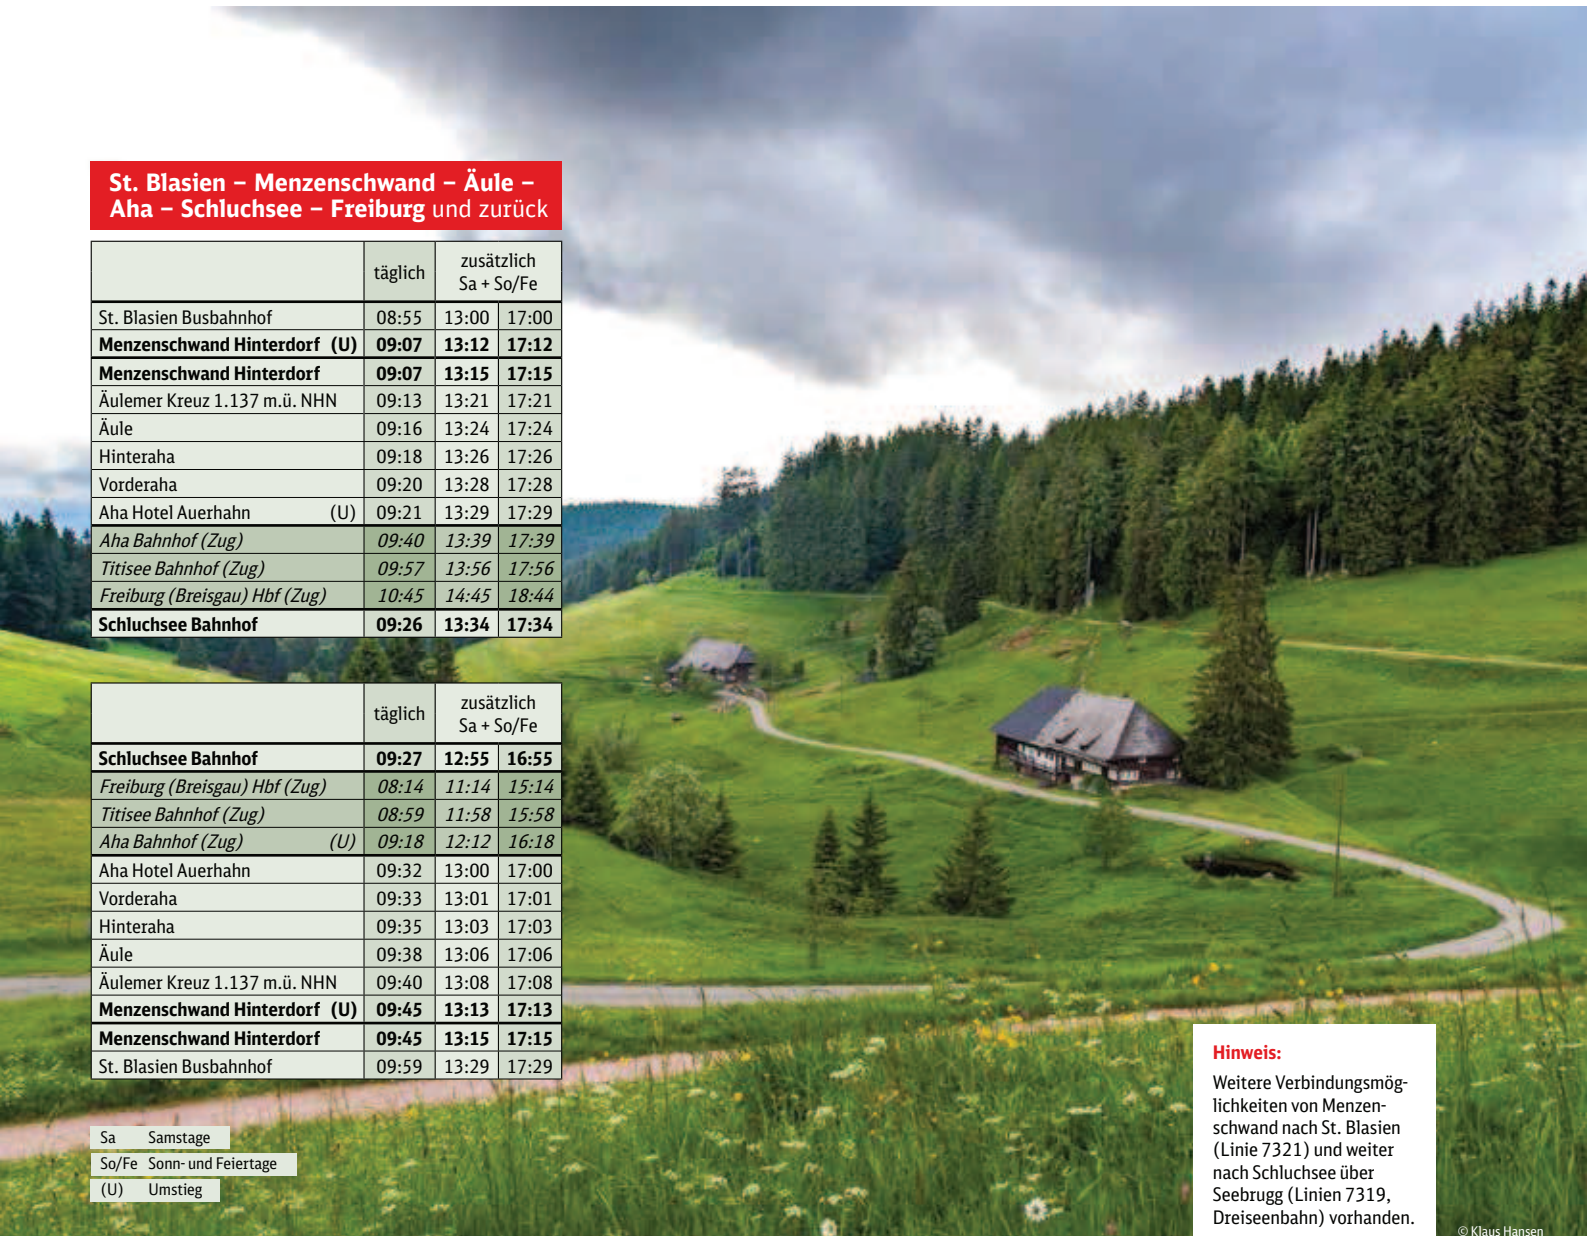 St. Blasien – Menzenschwand – Äule –
Aha – Schluchsee – Freiburg und zurück
täglich zusätzlich
Sa + So/Fe
St. Blasien Busbahnhof 08:55 13:00 17:00
Menzenschwand Hinterdorf (U) 09:07 13:12 17:12
Menzenschwand Hinterdorf 09:07 13:15 17:15
Äulemer Kreuz 1.137 m.ü. NHN 09:13 13:21 17:21
Äule 09:16 13:24 17:24
Hinteraha 09:18 13:26 17:26
Vorderaha 09:20 13:28 17:28
Aha Hotel Auerhahn (U) 09:21 13:29 17:29
Aha Bahnhof (Zug) 09:40 13:39 17:39
Titisee Bahnhof (Zug) 09:57 13:56 17:56
Freiburg (Breisgau) Hbf (Zug) 10:45 14:45 18:44
Schluchsee Bahnhof 09:26 13:34 17:34
täglich zusätzlich
Sa + So/Fe
Schluchsee Bahnhof 09:27 12:55 16:55
Freiburg (Breisgau) Hbf (Zug) 08:14 11:14 15:14
Titisee Bahnhof (Zug) 08:59 11:58 15:58
Aha Bahnhof (Zug) (U) 09:18 12:12 16:18
Aha Hotel Auerhahn 09:32 13:00 17:00
Vorderaha 09:33 13:01 17:01
Hinteraha 09:35 13:03 17:03
Äule 09:38 13:06 17:06
Äulemer Kreuz 1.137 m.ü. NHN 09:40 13:08 17:08
Menzenschwand Hinterdorf (U) 09:45 13:13 17:13
Menzenschwand Hinterdorf 09:45 13:15 17:15
St. Blasien Busbahnhof 09:59 13:29 17:29
Sa Samstage
So/Fe Sonn- und Feiertage
(U) Umstieg
Hinweis:
Weitere Verbindungsmög-
lichkeiten von Menzen-
schwand nach St. Blasien
(Linie 7321) und weiter
nach Schluchsee über
Seebrugg (Linien 7319,
Dreiseenbahn) vorhanden.
© Klaus Hansen